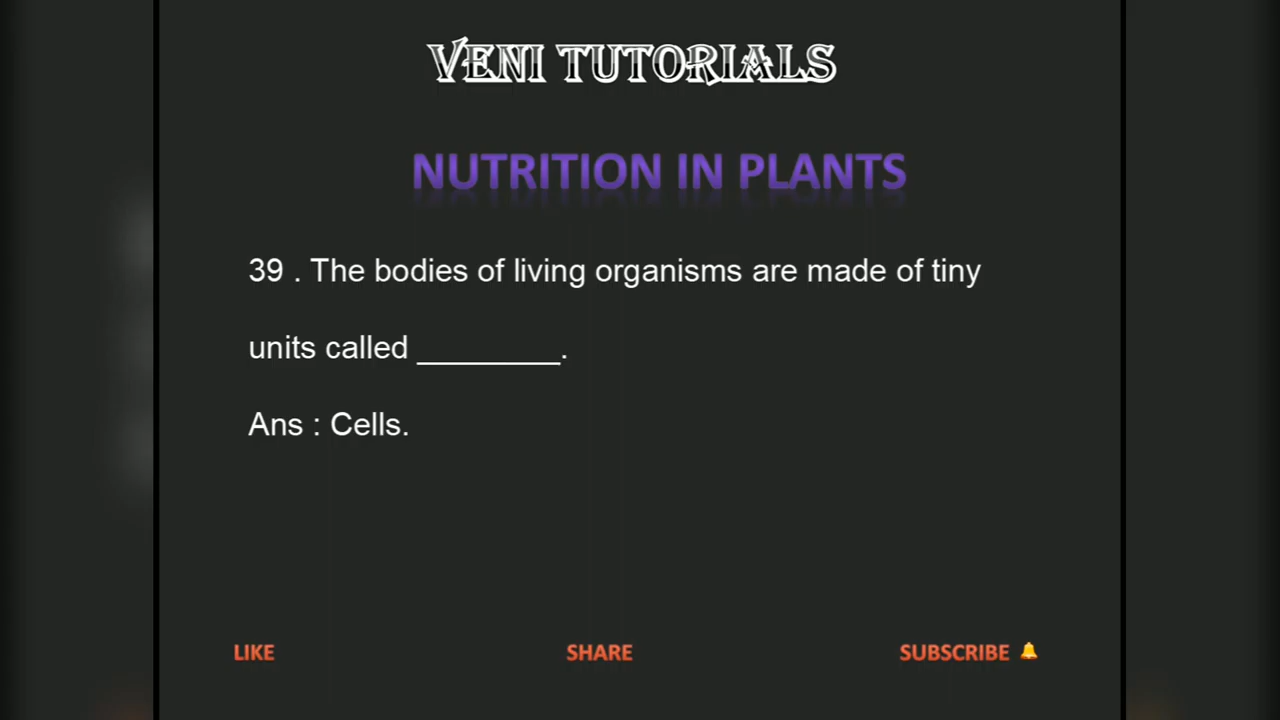 VENI TUTORIALS
NUTRITION IN PLANTS
39 . The bodies of living organisms are made of tiny
units called ________.
Ans : Cells.
LIKE SHARE SUBSCRIBE 🔔